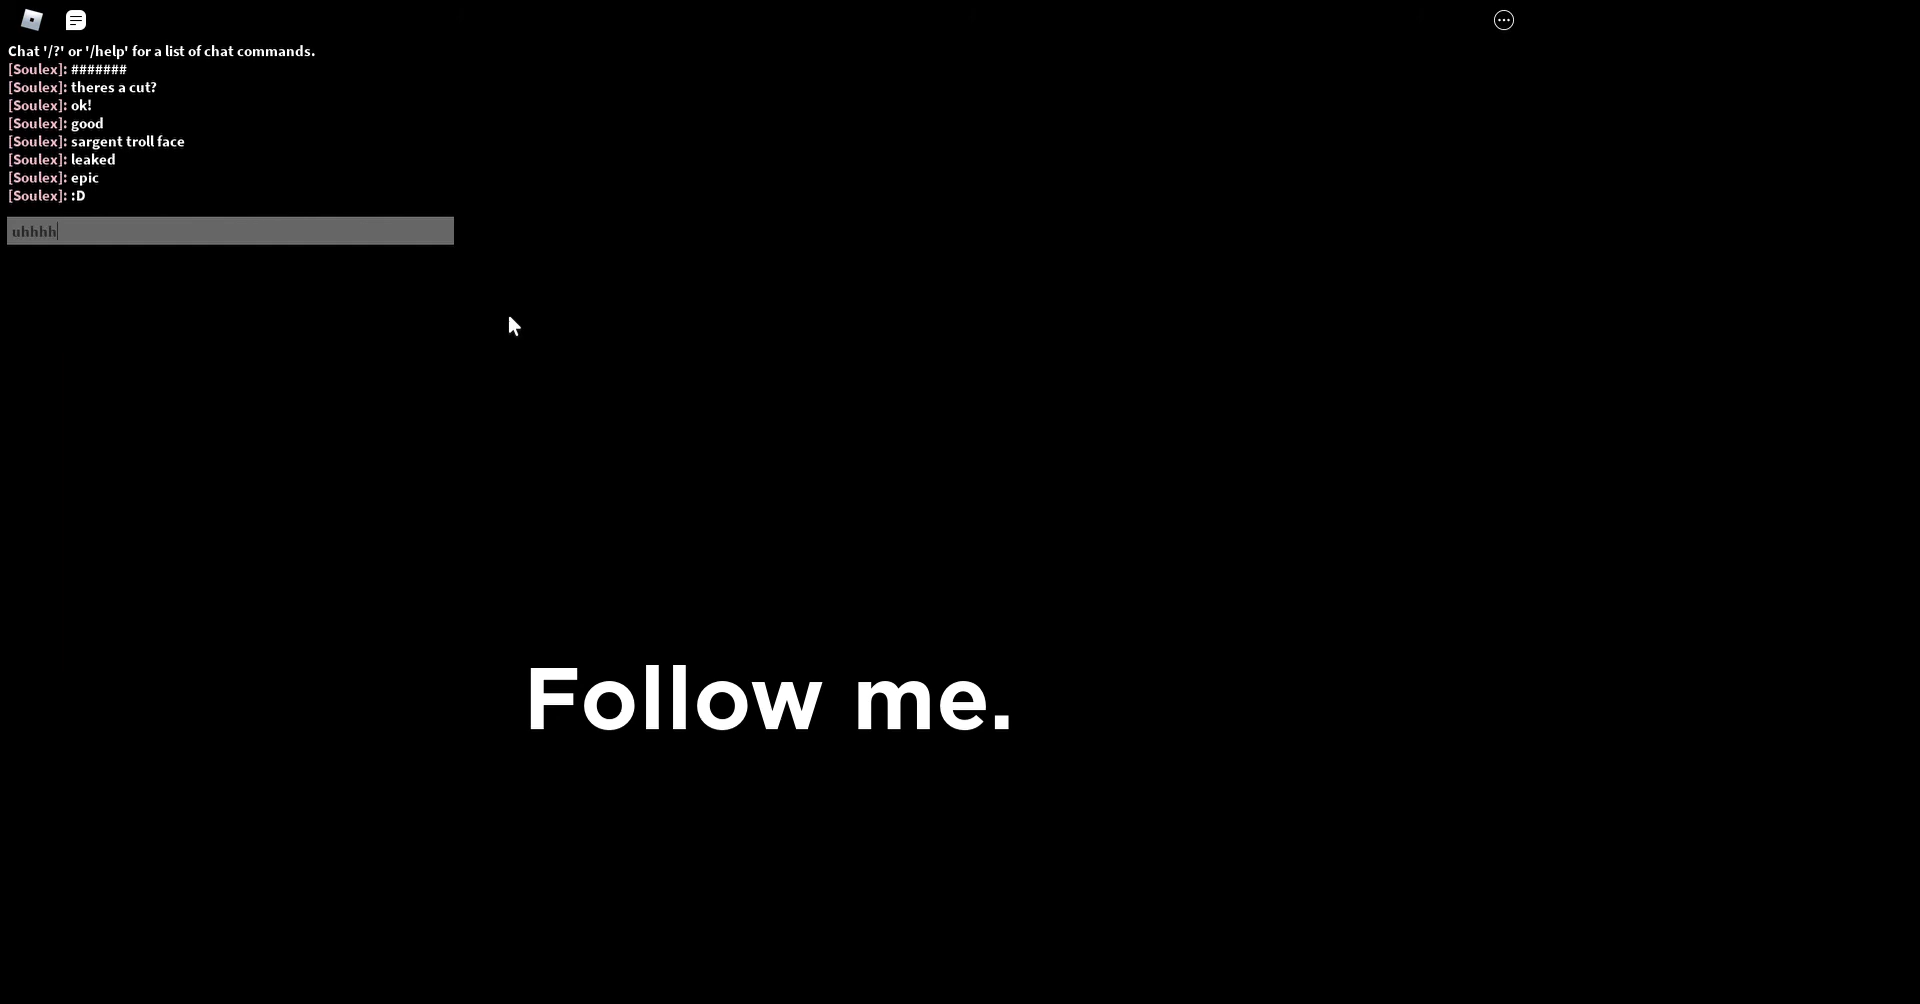 Chat '/?' or '/help' for a list of chat commands.
[Soulex]: #######
[Soulex]: theres a cut?
[Soulex]: ok!
[Soulex]: good
[Soulex]: sargent troll face
[Soulex]: leaked
[Soulex]: epic
[Soulex]: :D
uhhhh
Follow me.